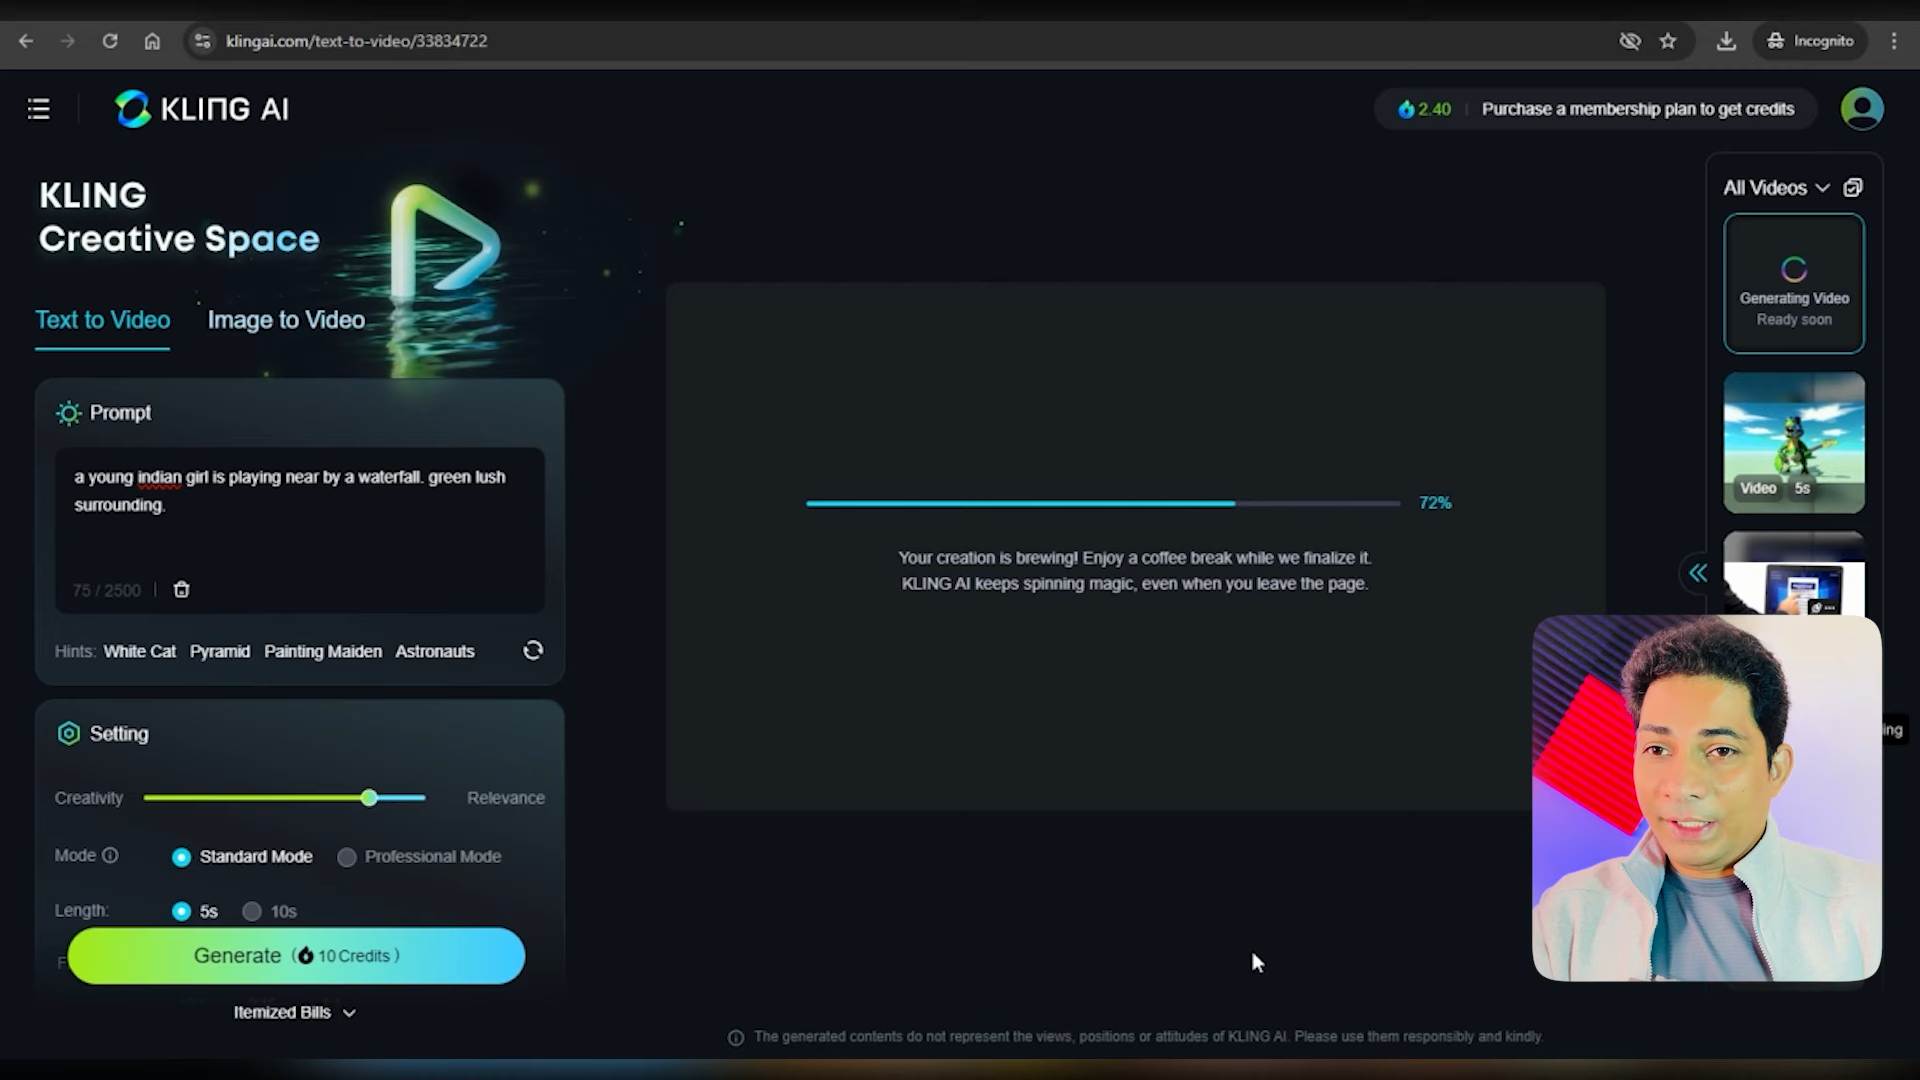 klingai.com/text-to-video/33834722
Incognito
KLING AI
2.40
Purchase a membership plan to get credits
KLING
Creative Space
Text to Video
Image to Video
Prompt
a young indian girl is playing near by a waterfall. green lush
surrounding.
75 / 2500
Hints: White Cat Pyramid Painting Maiden Astronauts
Setting
Creativity
Relevance
Mode
Standard Mode
Professional Mode
Length:
5s
10s
F
Generate ( 10 Credits )
Itemized Bills
72%
Your creation is brewing! Enjoy a coffee break while we finalize it.
KLING AI keeps spinning magic, even when you leave the page.
All Videos
Generating Video
Ready soon
Video 5s
ing
The generated contents do not represent the views, positions or attitudes of KLING AI. Please use them responsibly and kindly.